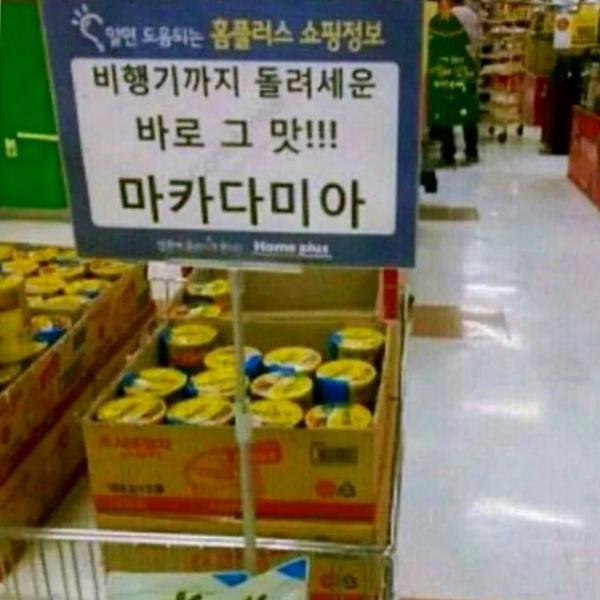 알면 도움되는 홈플러스 쇼핑정보
비행기까지 돌려세운
바로 그 맛!!!
마카다미아
Home plus